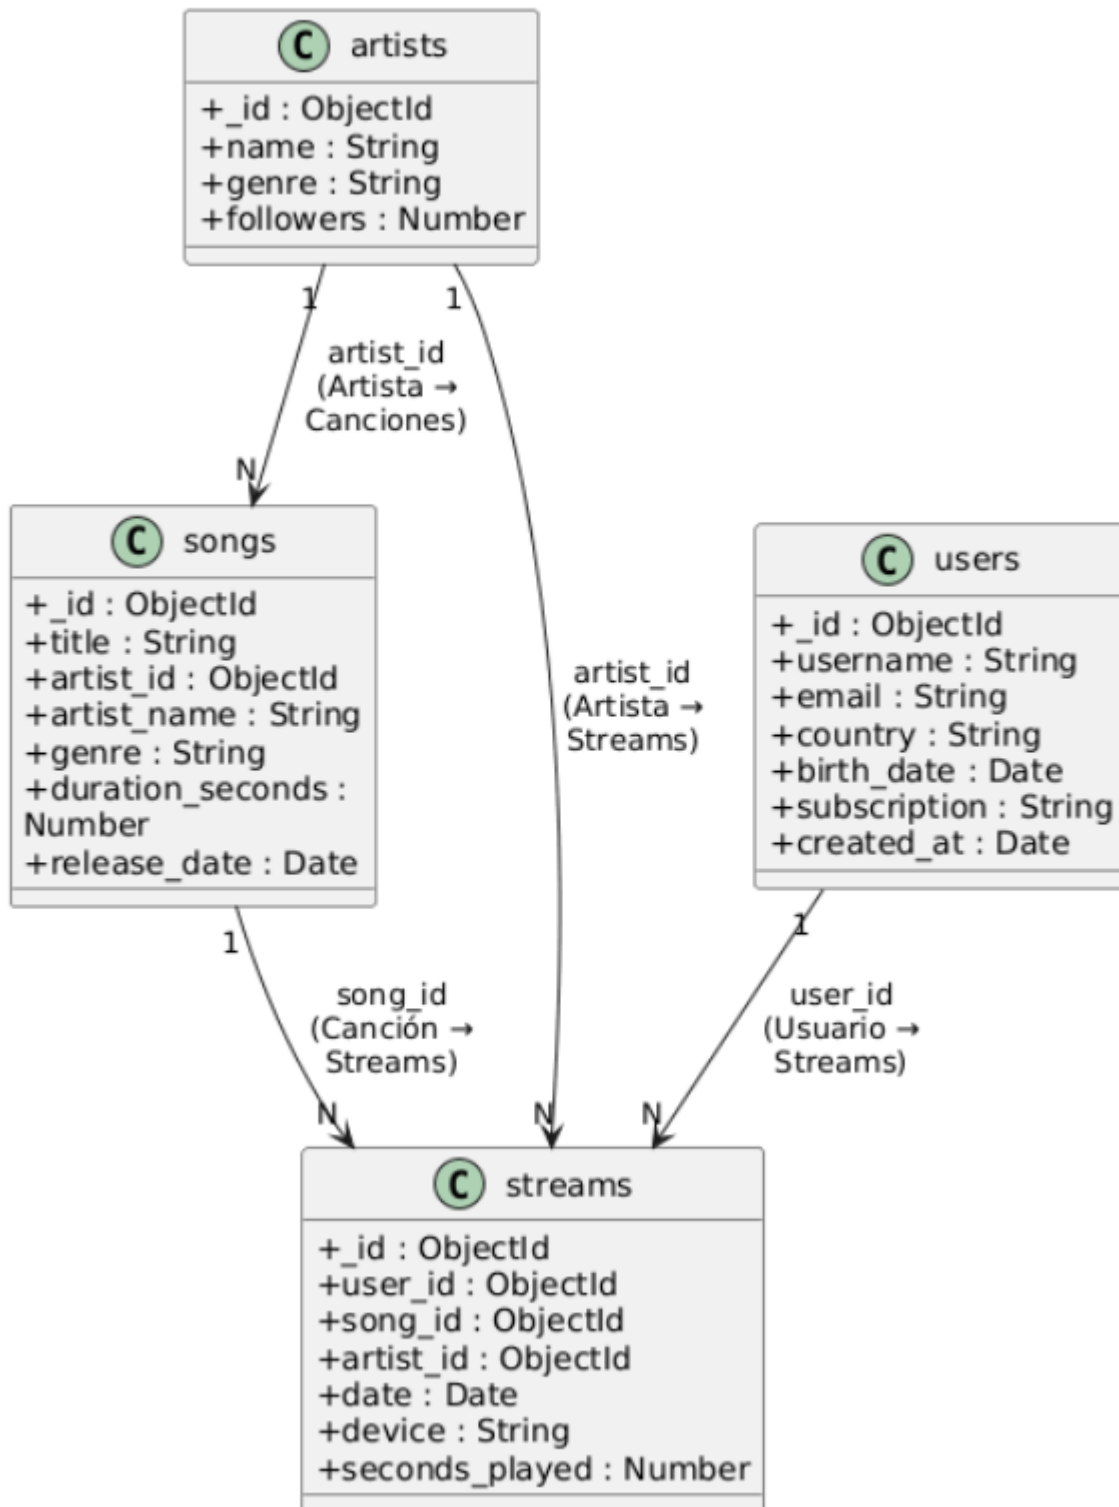 C artists
+_id : ObjectId
+name : String
+genre : String
+followers : Number
1
1
artist_id
(Artista →
Canciones)
N
C songs
+_id : ObjectId
+title : String
+artist_id : ObjectId
+artist_name : String
+genre : String
+duration_seconds :
Number
+release_date : Date
artist_id
(Artista →
Streams)
C users
+_id : ObjectId
+username : String
+email : String
+country : String
+birth_date : Date
+subscription : String
+created_at : Date
1
1
song_id
(Canción →
Streams)
user_id
(Usuario →
Streams)
N
N
N
C streams
+_id : ObjectId
+user_id : ObjectId
+song_id : ObjectId
+artist_id : ObjectId
+date : Date
+device : String
+seconds_played : Number